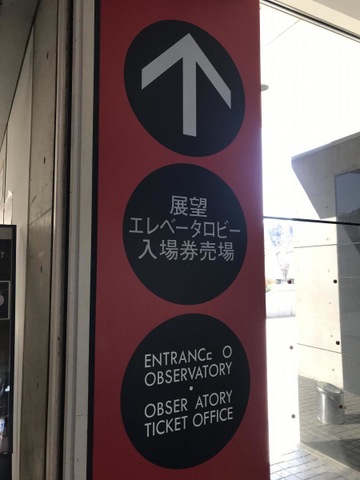 展望
エレベータロビー
入場券売場
ENTRANCE O
OBSERVATORY
・
OBSER ATORY
TICKET OFFICE